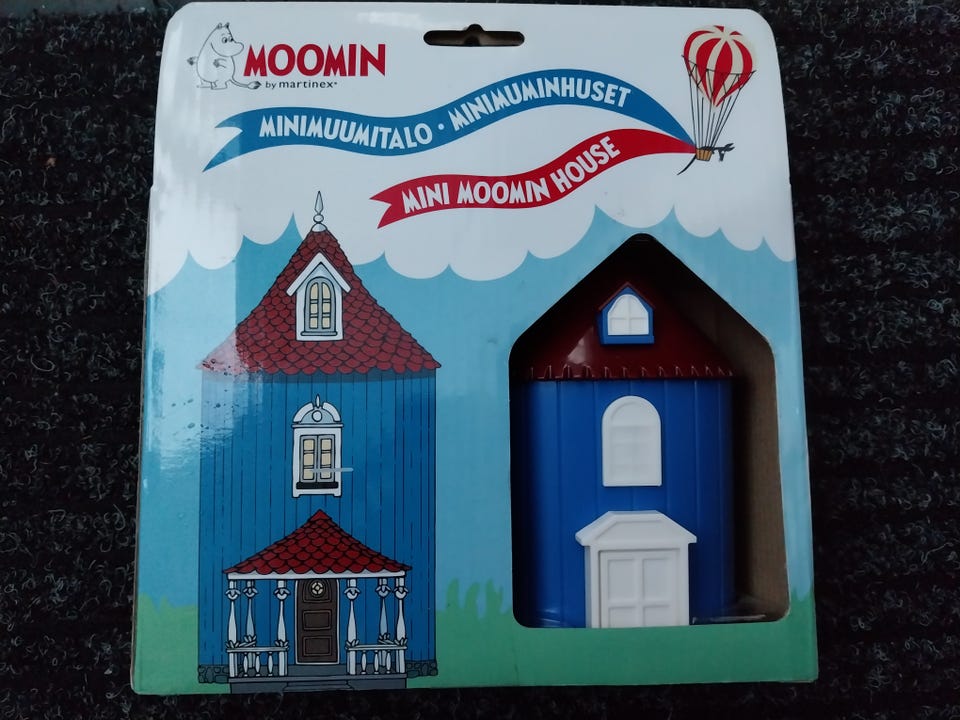 MOOMIN
by martinex®
MINIMUUMITALO · MINIMUMINHUSET
MINI MOOMIN HOUSE